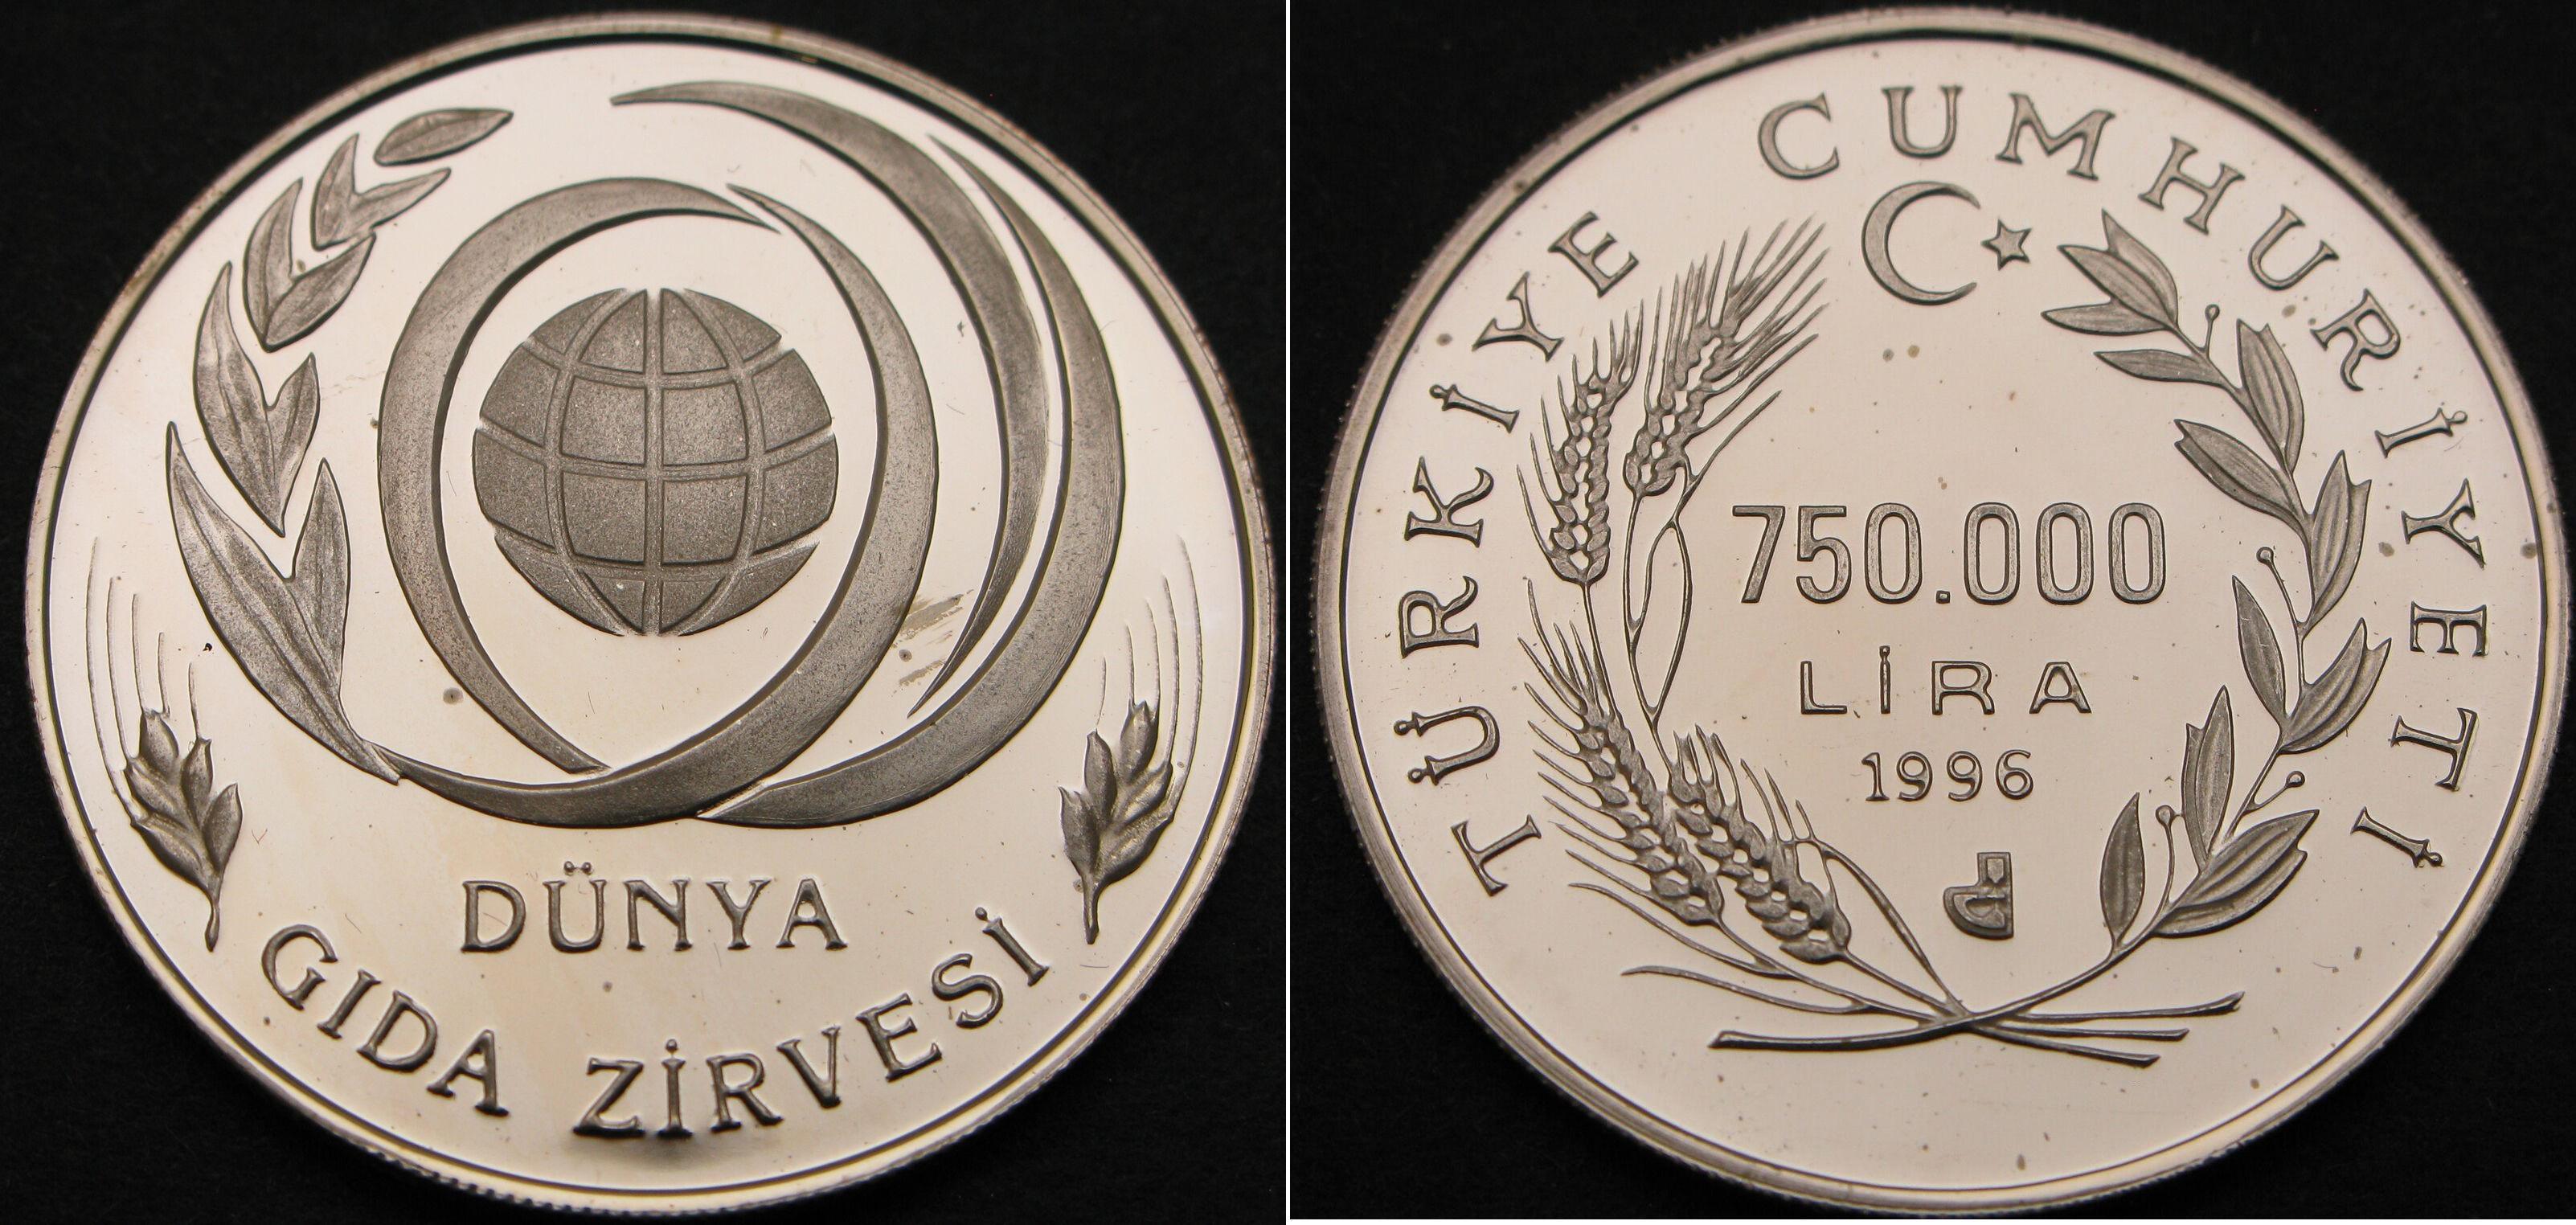 DÜNYA
GIDA ZİRVESİ
TÜRKİYE CUMHURİYETİ
750.000
LİRA
1996